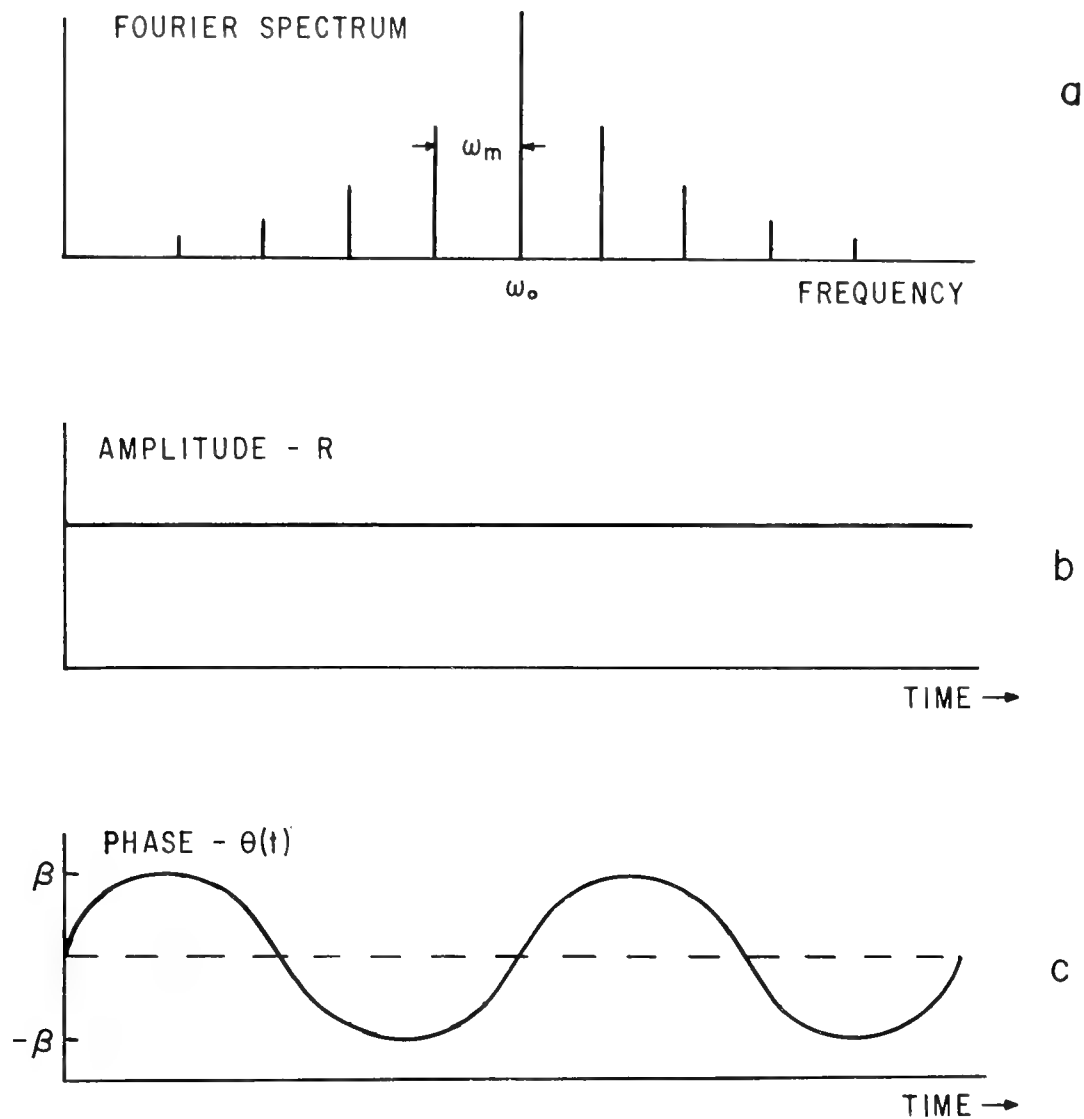 FOURIER SPECTRUM
a
ωm
ωo
FREQUENCY
AMPLITUDE - R
b
TIME →
PHASE - θ(t)
β
c
-β
TIME →